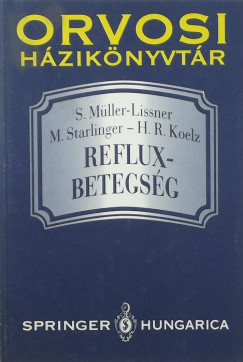 ORVOSI
HÁZIKÖNYVTÁR
S. Müller-Lissner
M. Starlinger – H. R. Koelz
REFLUX-
BETEGSÉG
SPRINGER HUNGARICA